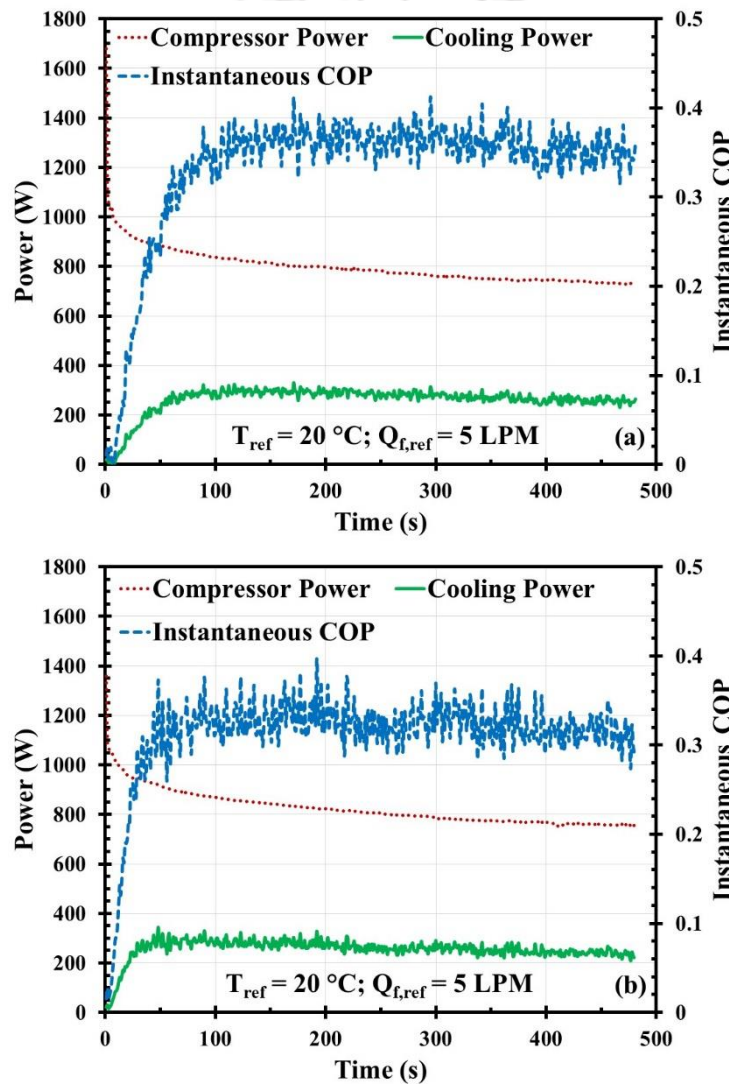 1800
1600
1400
1200
1000
800
600
400
200
0
Power (W)
Compressor Power
Cooling Power
Instantaneous COP
0.5
0.4
0.3
0.2
0.1
0
Instantaneous COP
T_ref = 20 °C; Q_f,ref = 5 LPM
(a)
0 100 200 300 400 500
Time (s)
1800
1600
1400
1200
1000
800
600
400
200
0
Power (W)
Compressor Power
Cooling Power
Instantaneous COP
0.5
0.4
0.3
0.2
0.1
0
Instantaneous COP
T_ref = 20 °C; Q_f,ref = 5 LPM
(b)
0 100 200 300 400 500
Time (s)